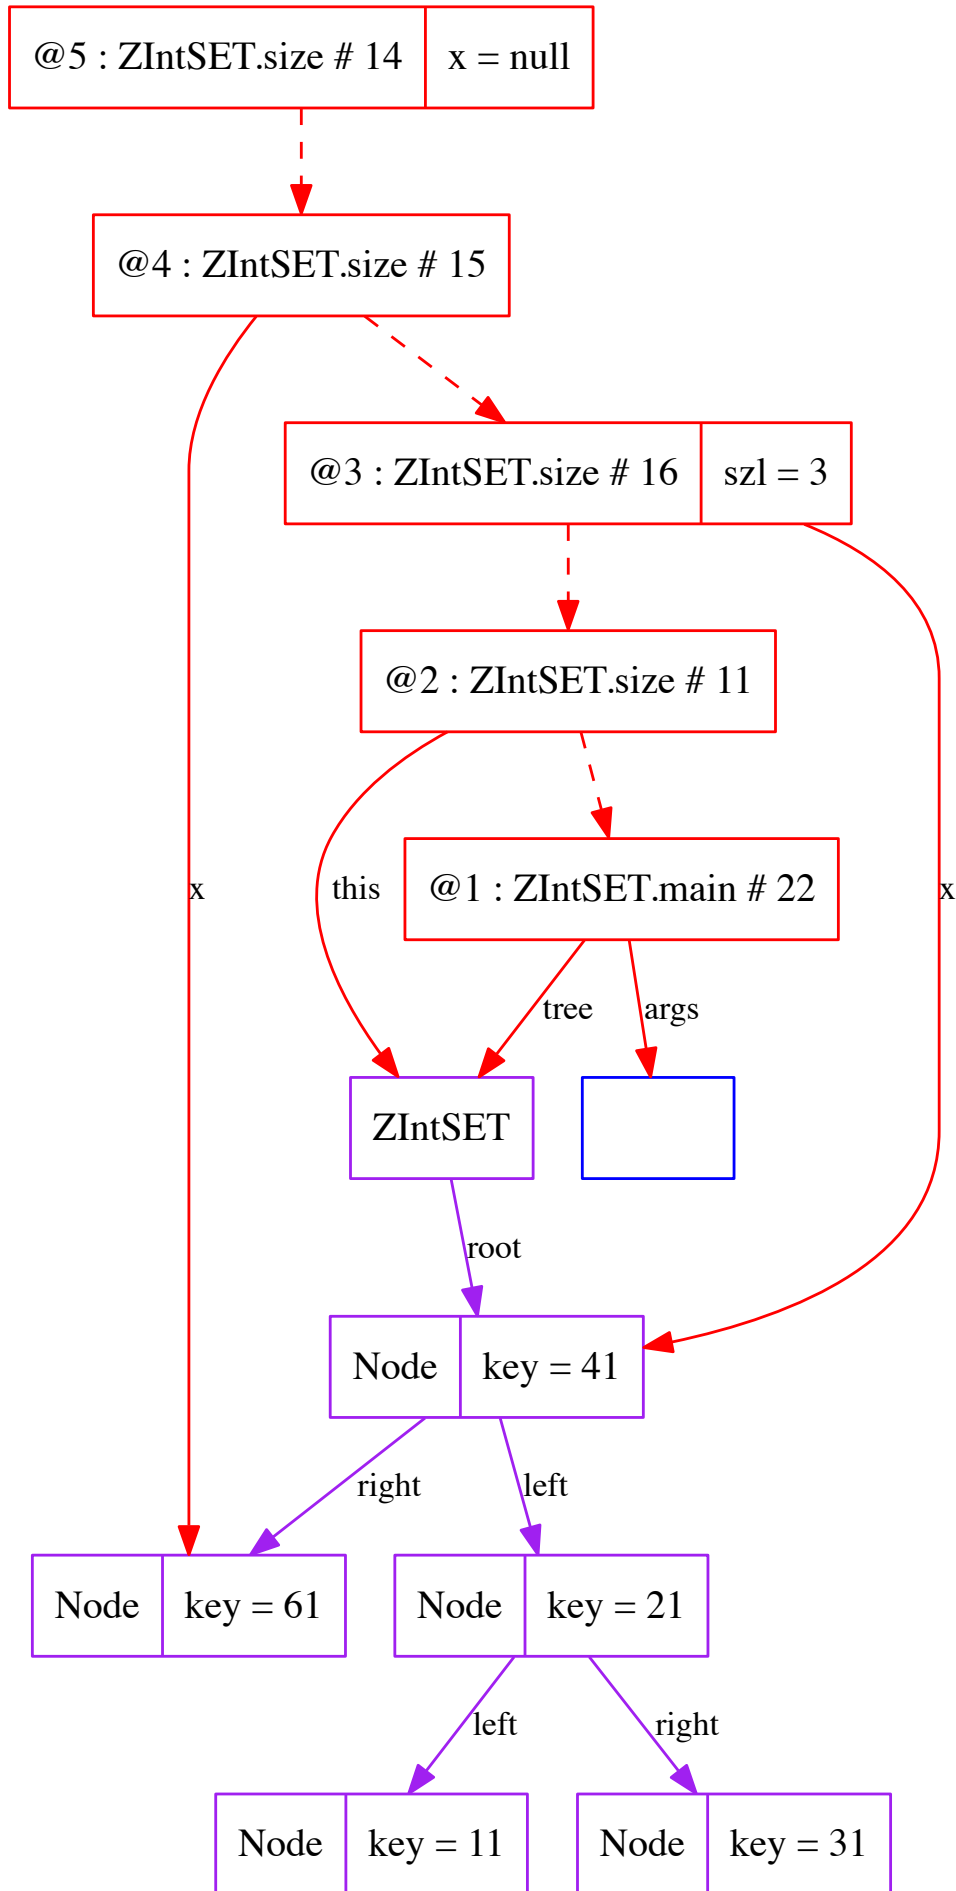 @5 : ZIntSET.size # 14 x = null
@4 : ZIntSET.size # 15
@3 : ZIntSET.size # 16 szl = 3
@2 : ZIntSET.size # 11
x this @1 : ZIntSET.main # 22 x
tree args
ZIntSET
root
Node key = 41
right left
Node key = 61 Node key = 21
left right
Node key = 11 Node key = 31